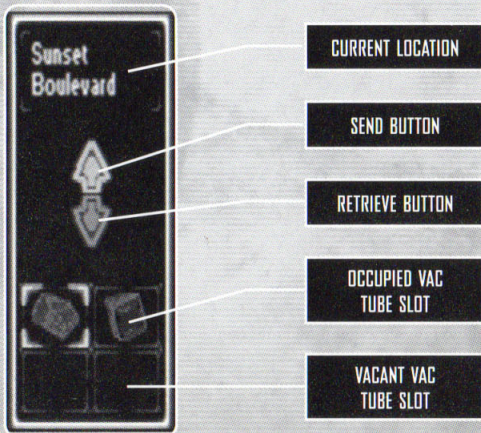 Sunset
Boulevard
CURRENT LOCATION
SEND BUTTON
RETRIEVE BUTTON
OCCUPIED VAC
TUBE SLOT
VACANT VAC
TUBE SLOT